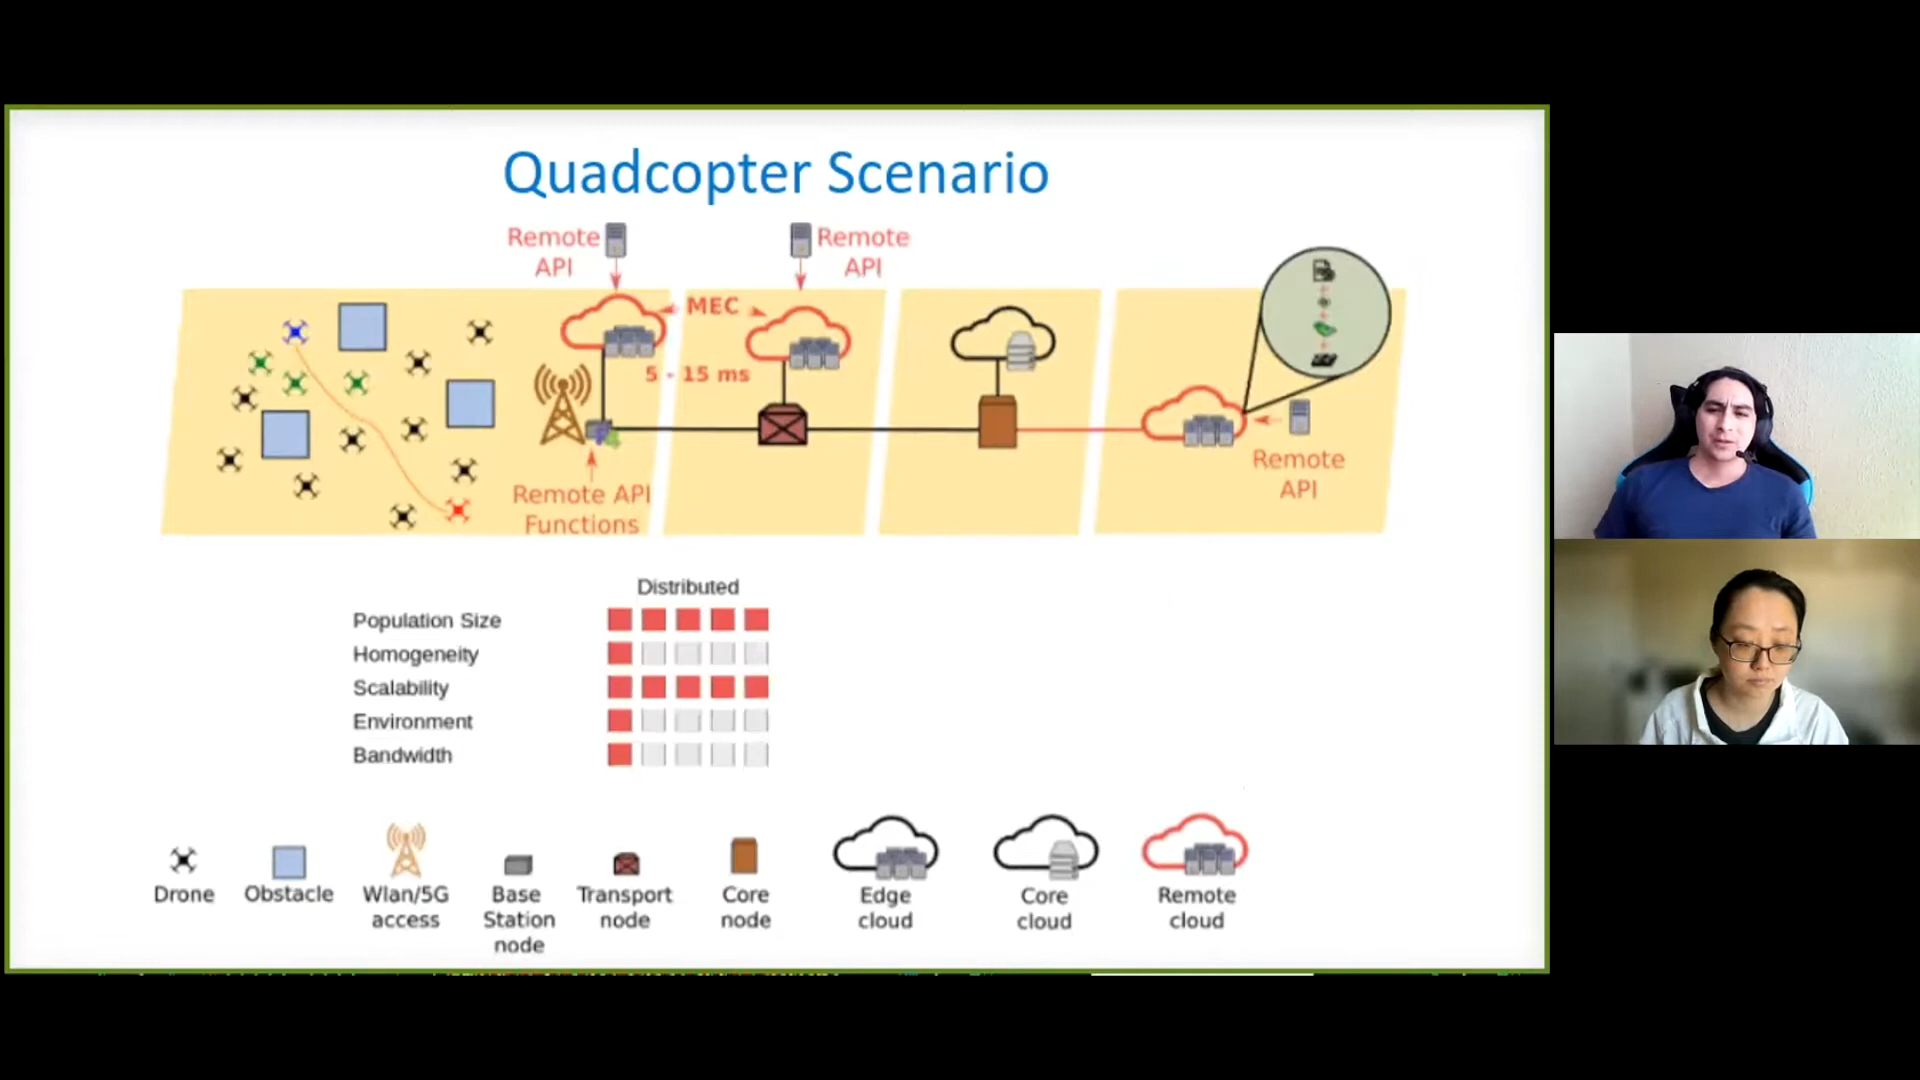 Quadcopter Scenario
Remote
API
Remote
API
MEC
5 - 15 ms
Remote API
Functions
Remote
API
Distributed
Population Size
Homogeneity
Scalability
Environment
Bandwidth
Drone
Obstacle
Wlan/5G
access
Base
Station
node
Transport
node
Core
node
Edge
cloud
Core
cloud
Remote
cloud